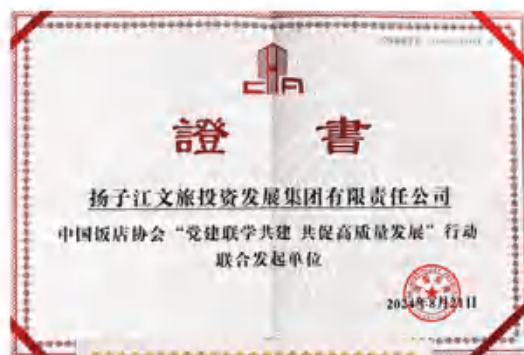 CHA
證 書
扬子江文旅投资发展集团有限责任公司
中国饭店协会“党建联学共建 共促高质量发展”行动
联合发起单位
2024年8月21日